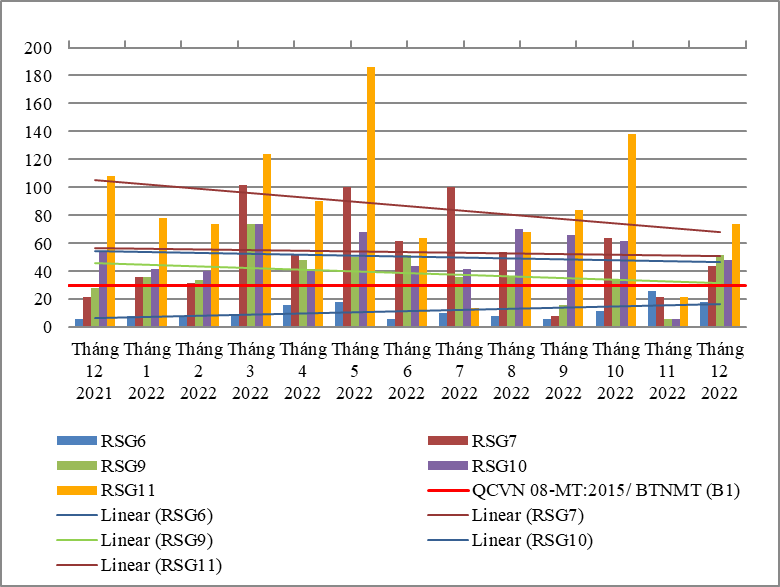 200
180
160
140
120
100
80
60
40
20
0
Tháng 12 2021
Tháng 1 2022
Tháng 2 2022
Tháng 3 2022
Tháng 4 2022
Tháng 5 2022
Tháng 6 2022
Tháng 7 2022
Tháng 8 2022
Tháng 9 2022
Tháng 10 2022
Tháng 11 2022
Tháng 12 2022
RSG6
RSG7
RSG9
RSG10
RSG11
QCVN 08-MT:2015/ BTNMT (B1)
Linear (RSG6)
Linear (RSG7)
Linear (RSG9)
Linear (RSG10)
Linear (RSG11)